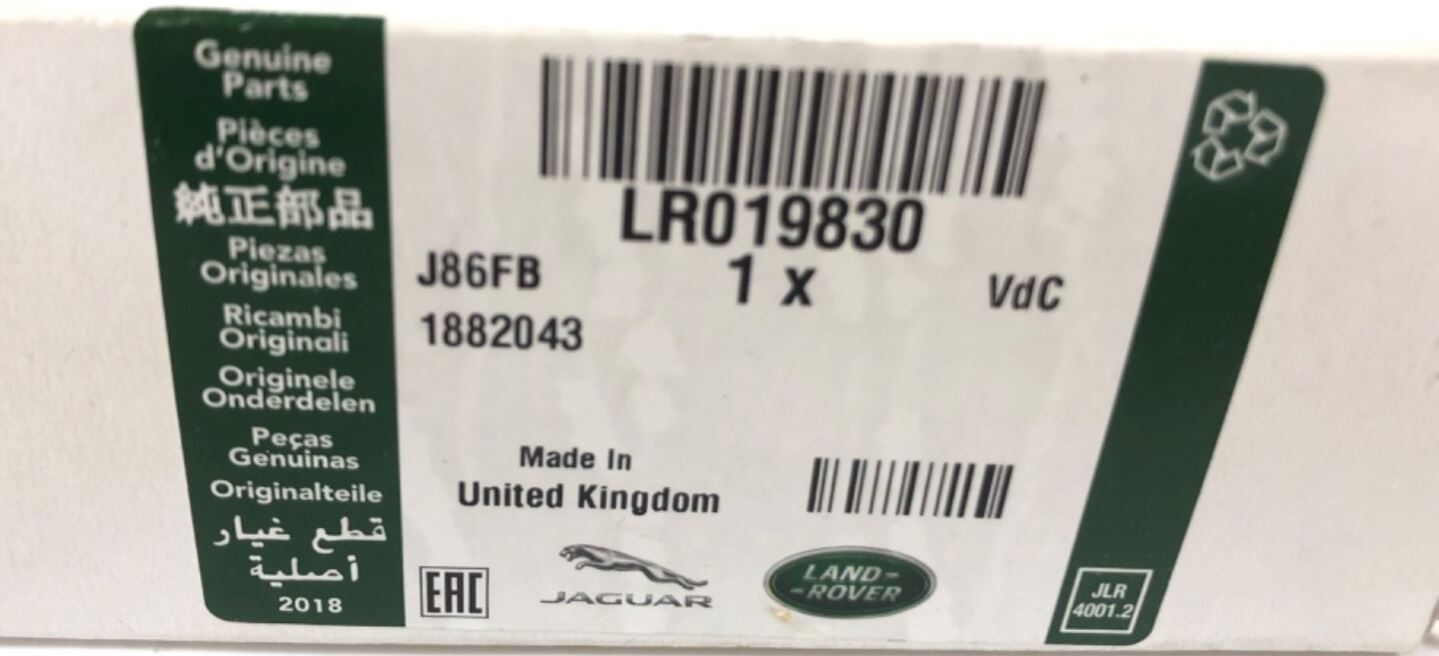 Genuine
Parts
Pièces
d'Origine
純正部品
Piezas
Originales
Ricambi
Originali
Originele
Onderdelen
Peças
Genuinas
Originalteile
قطع غيار
أصلية
2018
LR019830
J86FB
1 x
VdC
1882043
Made In
United Kingdom
EAC
JAGUAR
LAND-
-ROVER
JLR
4001.2